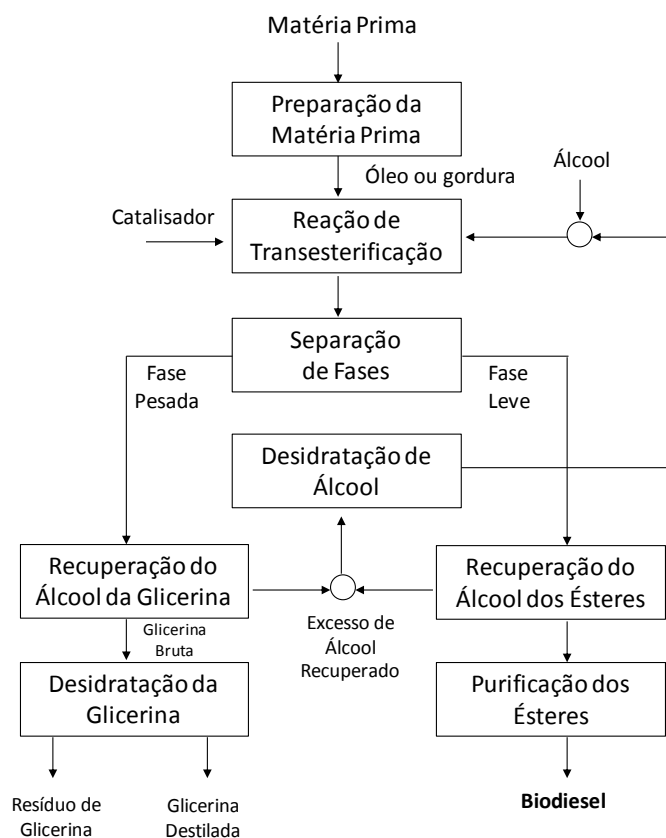 Matéria Prima
Preparação da
Matéria Prima
Óleo ou gordura
Álcool
Catalisador
Reação de
Transesterificação
Separação
de Fases
Fase
Pesada
Fase
Leve
Desidratação de
Álcool
Recuperação do
Álcool da Glicerina
Excesso de
Álcool
Recuperado
Recuperação do
Álcool dos Ésteres
Glicerina
Bruta
Desidratação da
Glicerina
Purificação dos
Ésteres
Resíduo de
Glicerina
Glicerina
Destilada
Biodiesel